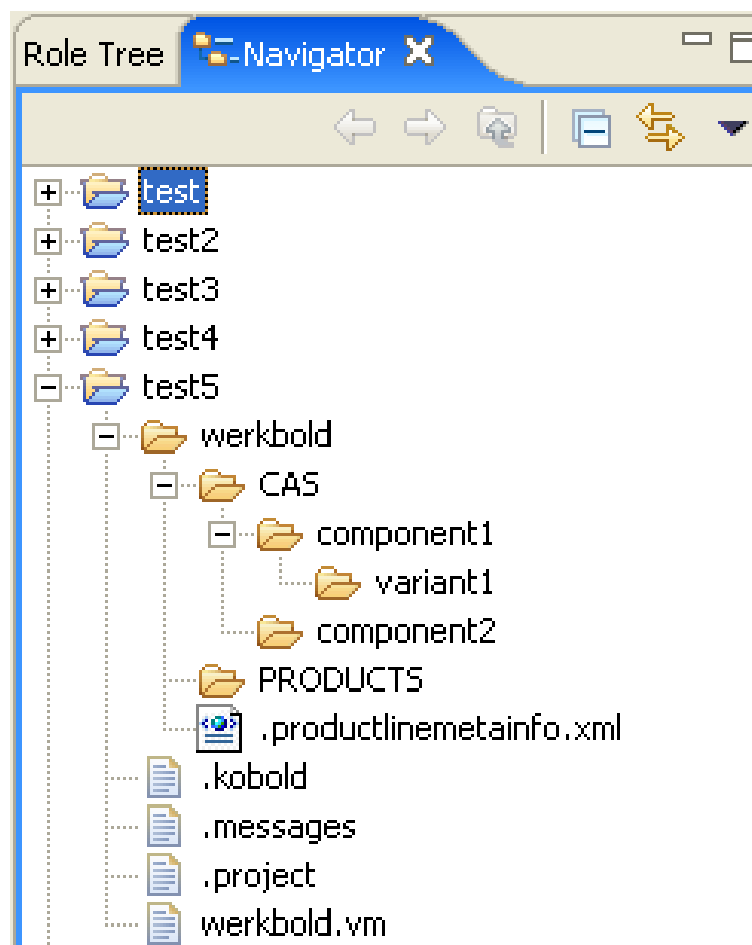 Role Tree Navigator
test
test2
test3
test4
test5
werkbold
CAS
component1
variant1
component2
PRODUCTS
.productlinemetainfo.xml
.kobold
.messages
.project
werkbold.vm